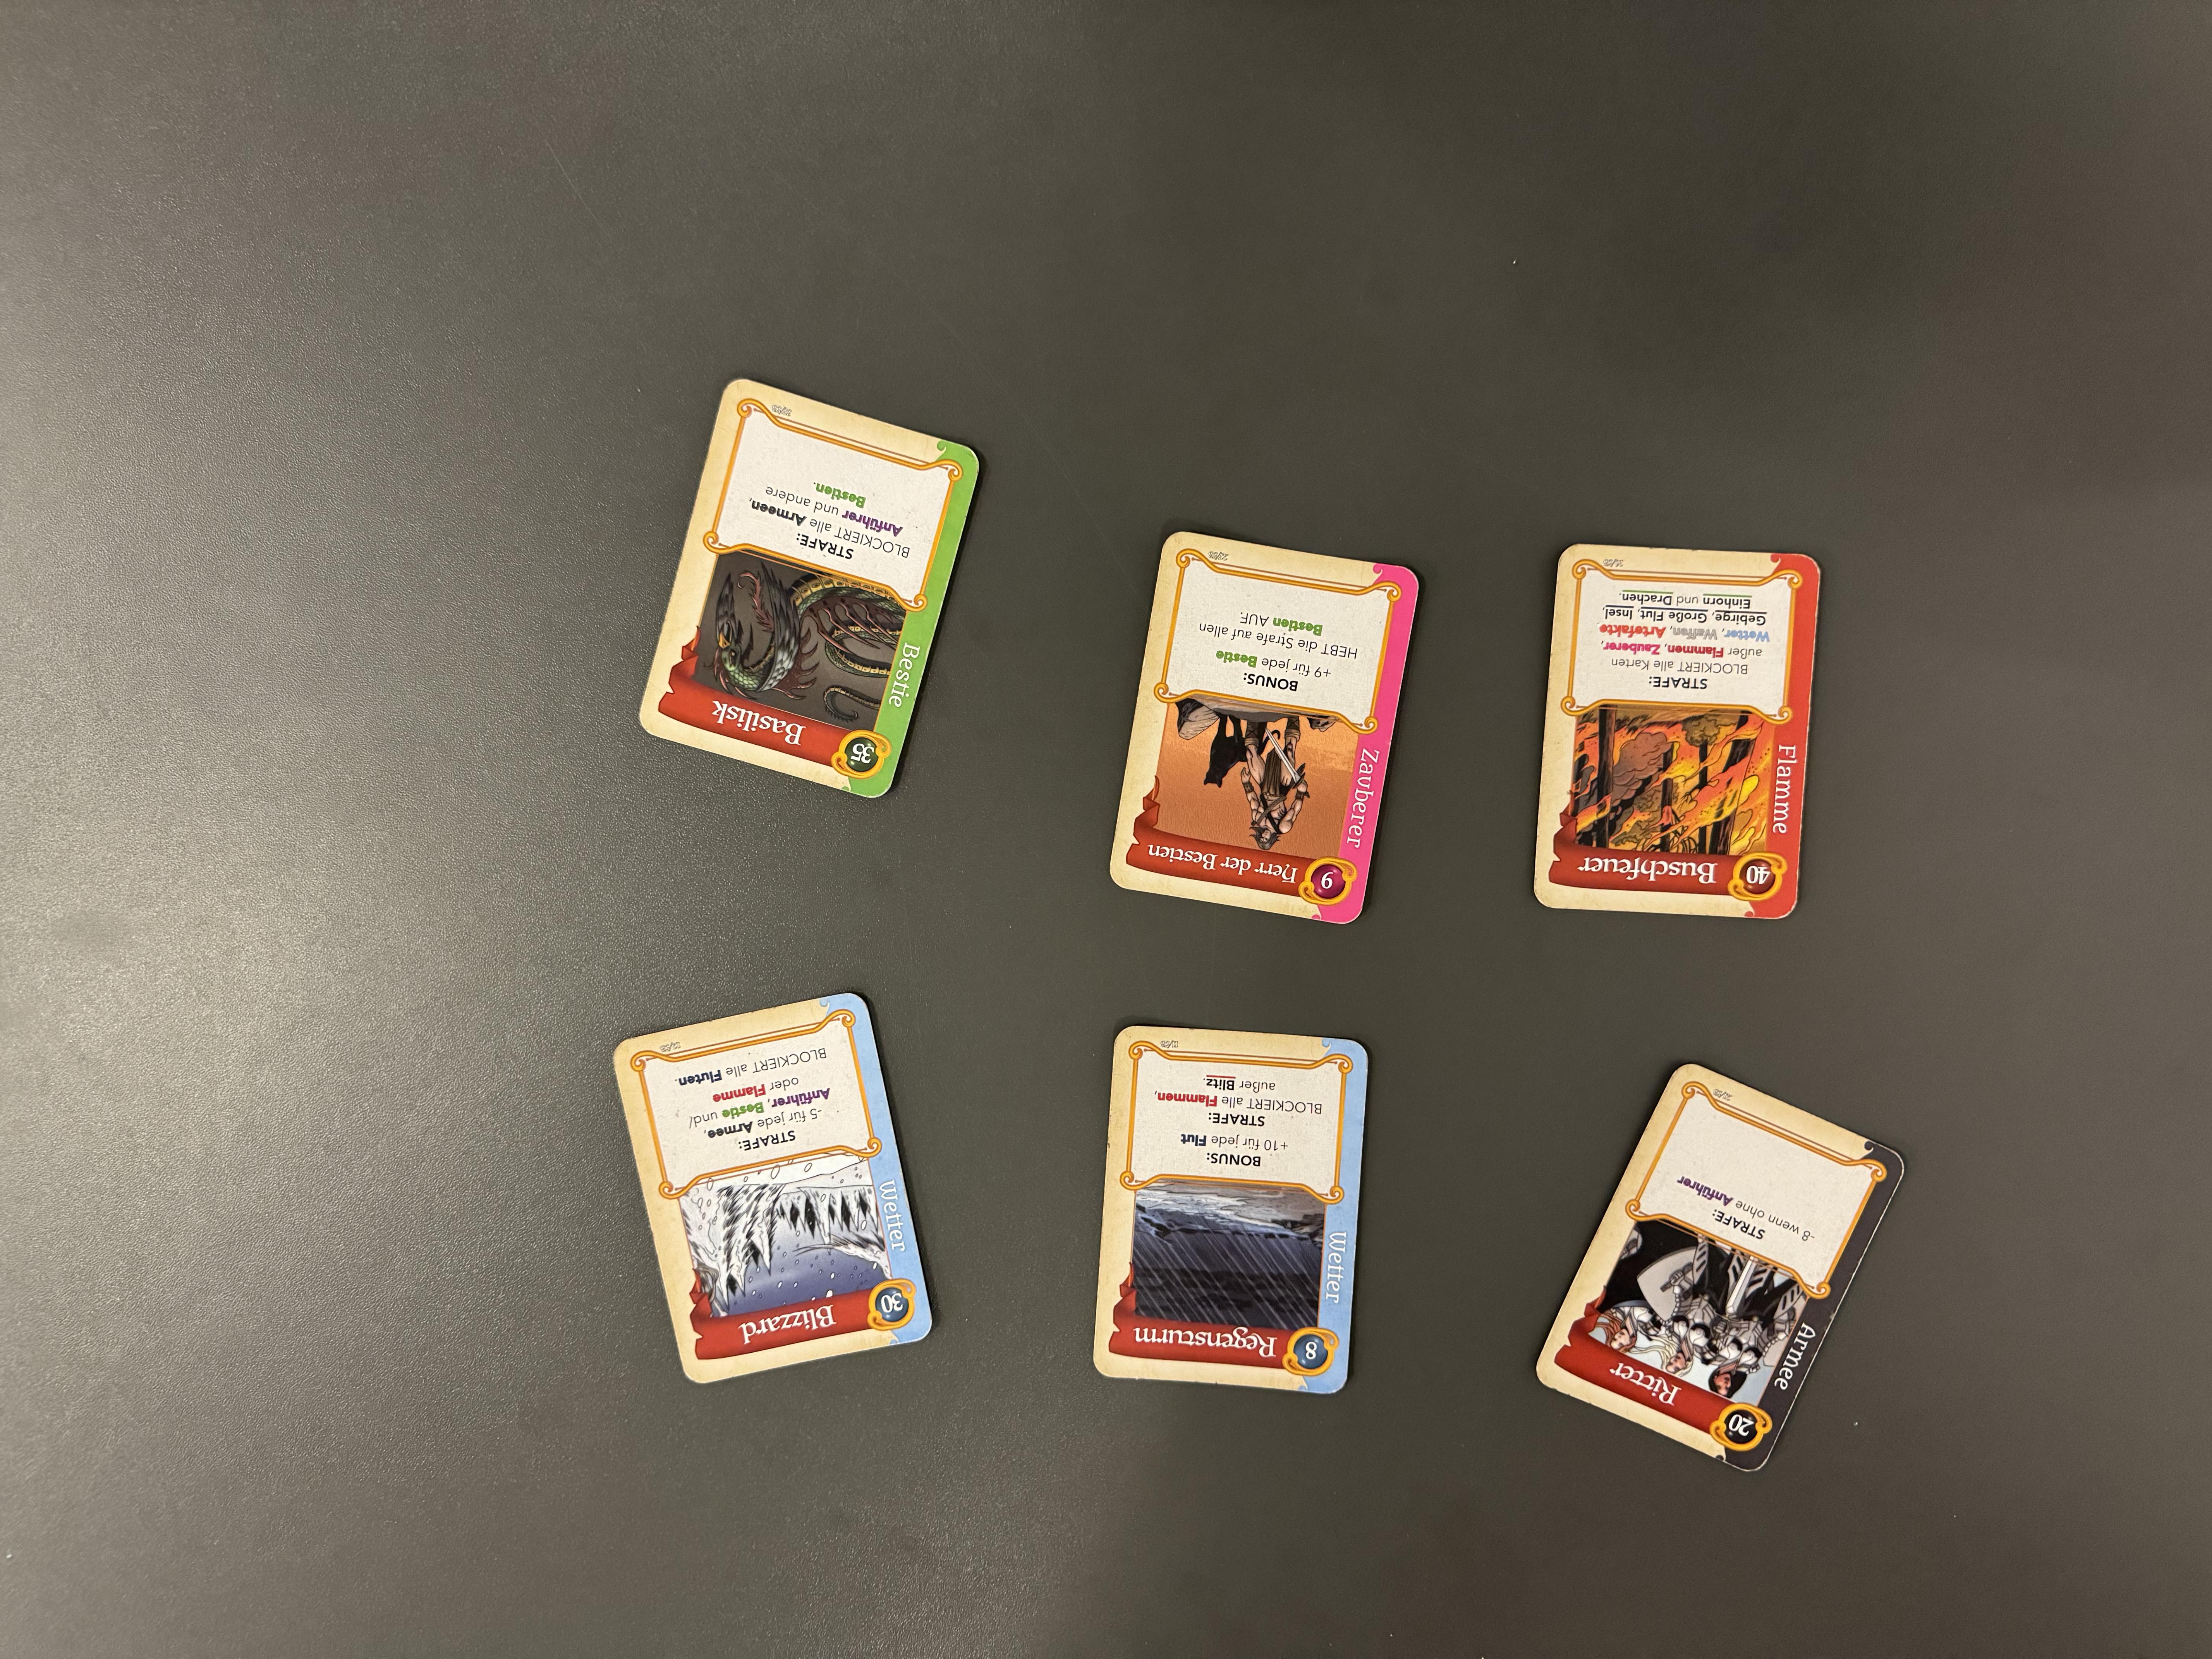 20
Ritter
Armee
STRAFE:
-8 wenn ohne Anführer
8
Regensturm
Wetter
BONUS:
+10 für jede Flut
STRAFE:
BLOCKIERT alle Flammen,
außer Blitz.
30
Blizzard
Wetter
STRAFE:
-5 für jede Armee,
Anführer, Bestie und/
oder Flamme
BLOCKIERT alle Fluten.
40
Buschfeuer
Flamme
STRAFE:
BLOCKIERT alle Karten
außer Flammen, Zauberer,
Wetter, Waffen, Artefakte
Gebirge, Große Flut, Insel,
Einhorn und Drachen.
9
Herr der Bestien
Zauberer
BONUS:
+9 für jede Bestie
HEBT die Strafe auf allen
Bestien AUF.
35
Basilisk
Bestie
STRAFE:
BLOCKIERT alle Armeen,
Anführer und andere
Bestien.